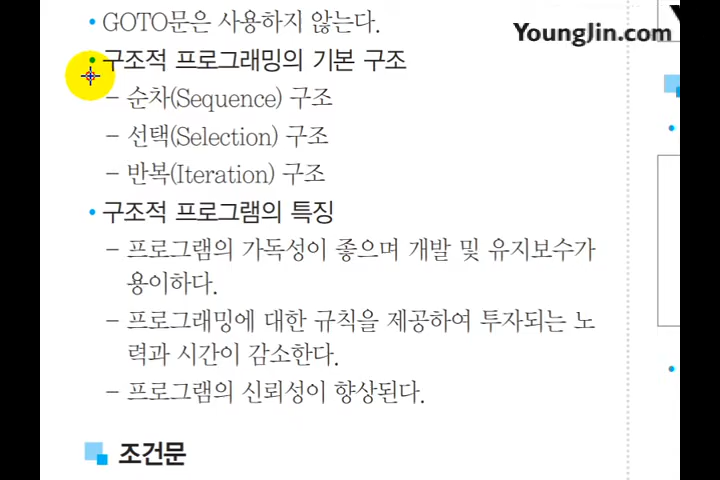 • GOTO문은 사용하지 않는다.
YoungJin.com
• 구조적 프로그래밍의 기본 구조
– 순차(Sequence) 구조
– 선택(Selection) 구조
– 반복(Iteration) 구조
• 구조적 프로그램의 특징
– 프로그램의 가독성이 좋으며 개발 및 유지보수가
용이하다.
– 프로그래밍에 대한 규칙을 제공하여 투자되는 노
력과 시간이 감소한다.
– 프로그램의 신뢰성이 향상된다.
조건문